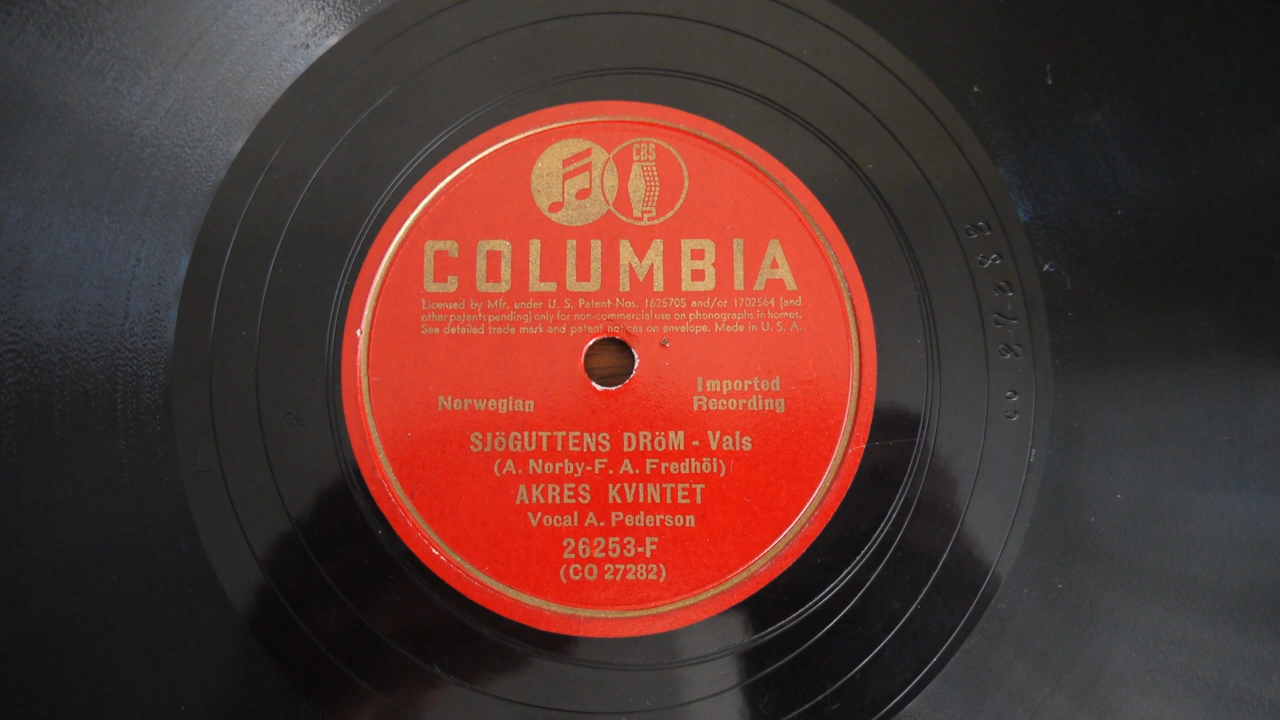 CBS
COLUMBIA
Licensed by Mfr. under U. S. Patent Nos. 1625705 and/or 1702564 (and
other patents pending) only for non-commercial use on phonographs in homes.
See detailed trade mark and patent notices on envelope. Made in U. S. A.
Norwegian
Imported
Recording
SJöGUTTENS DRöM - Vals
(A. Norby-F. A. Fredhöl)
AKRES KVINTET
Vocal A. Pederson
26253-F
(CO 27282)
CO 27282